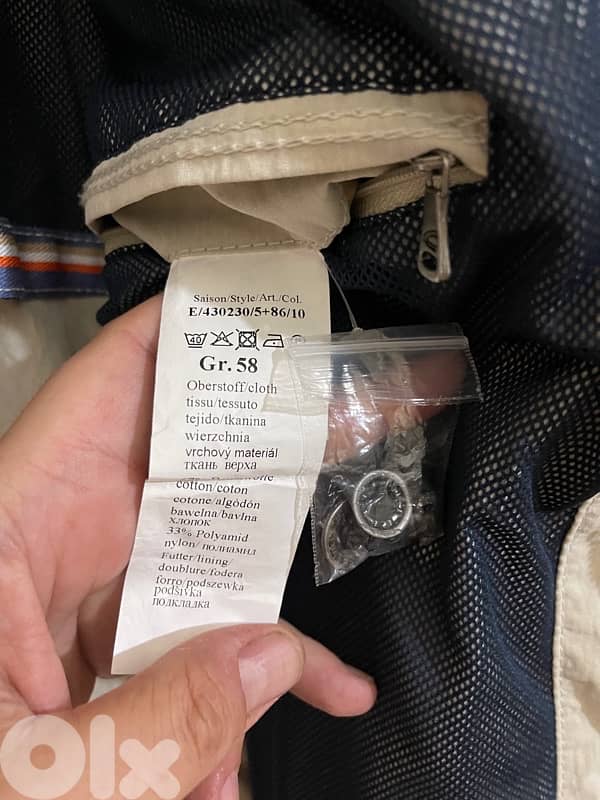 Saison/Style/Art./Col.
E/430230/5+86/10
40
Gr. 58
Oberstoff/cloth
tissu/tessuto
tejido/tkanina
wierzchnia
vrchový materiál
ткань верха
cotton/coton
cotone/algodón
bawełna/bavlna
хлопок
33% Polyamid
nylon/полиамид
Futter/lining/
doublure/fodera
forro/podszewka
podšívka
подкладка
Olx